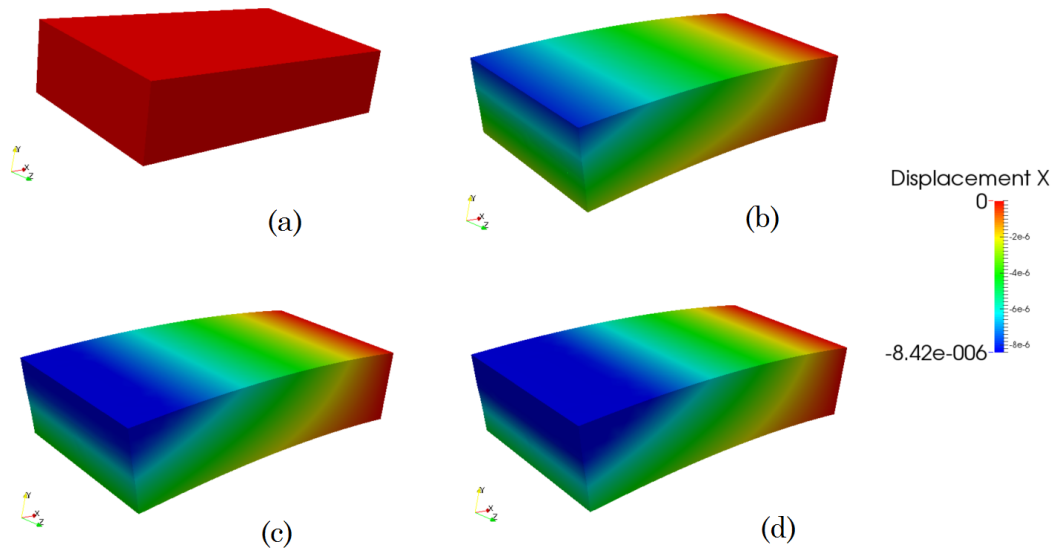 Y
X
Z
(a)
Y
X
Z
(b)
Displacement X
0
-2e-6
-4e-6
-6e-6
-8e-6
-8.42e-006
Y
X
Z
(c)
Y
X
Z
(d)